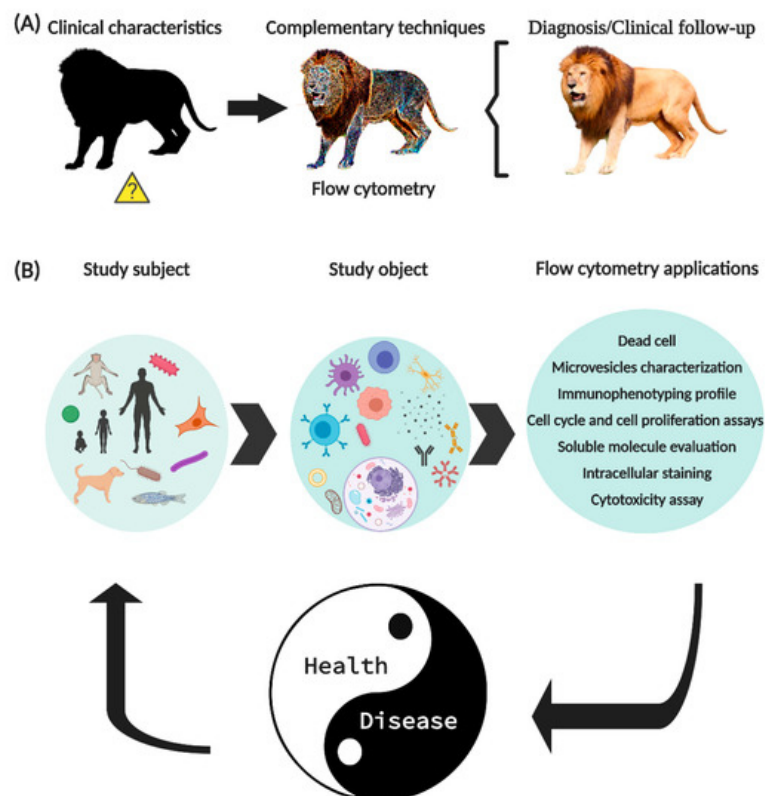 (A) Clinical characteristics Complementary techniques Diagnosis/Clinical follow-up
?
Flow cytometry
(B) Study subject Study object Flow cytometry applications
Dead cell
Microvesicles characterization
Immunophenotyping profile
Cell cycle and cell proliferation assays
Soluble molecule evaluation
Intracellular staining
Cytotoxicity assay
Health
Disease